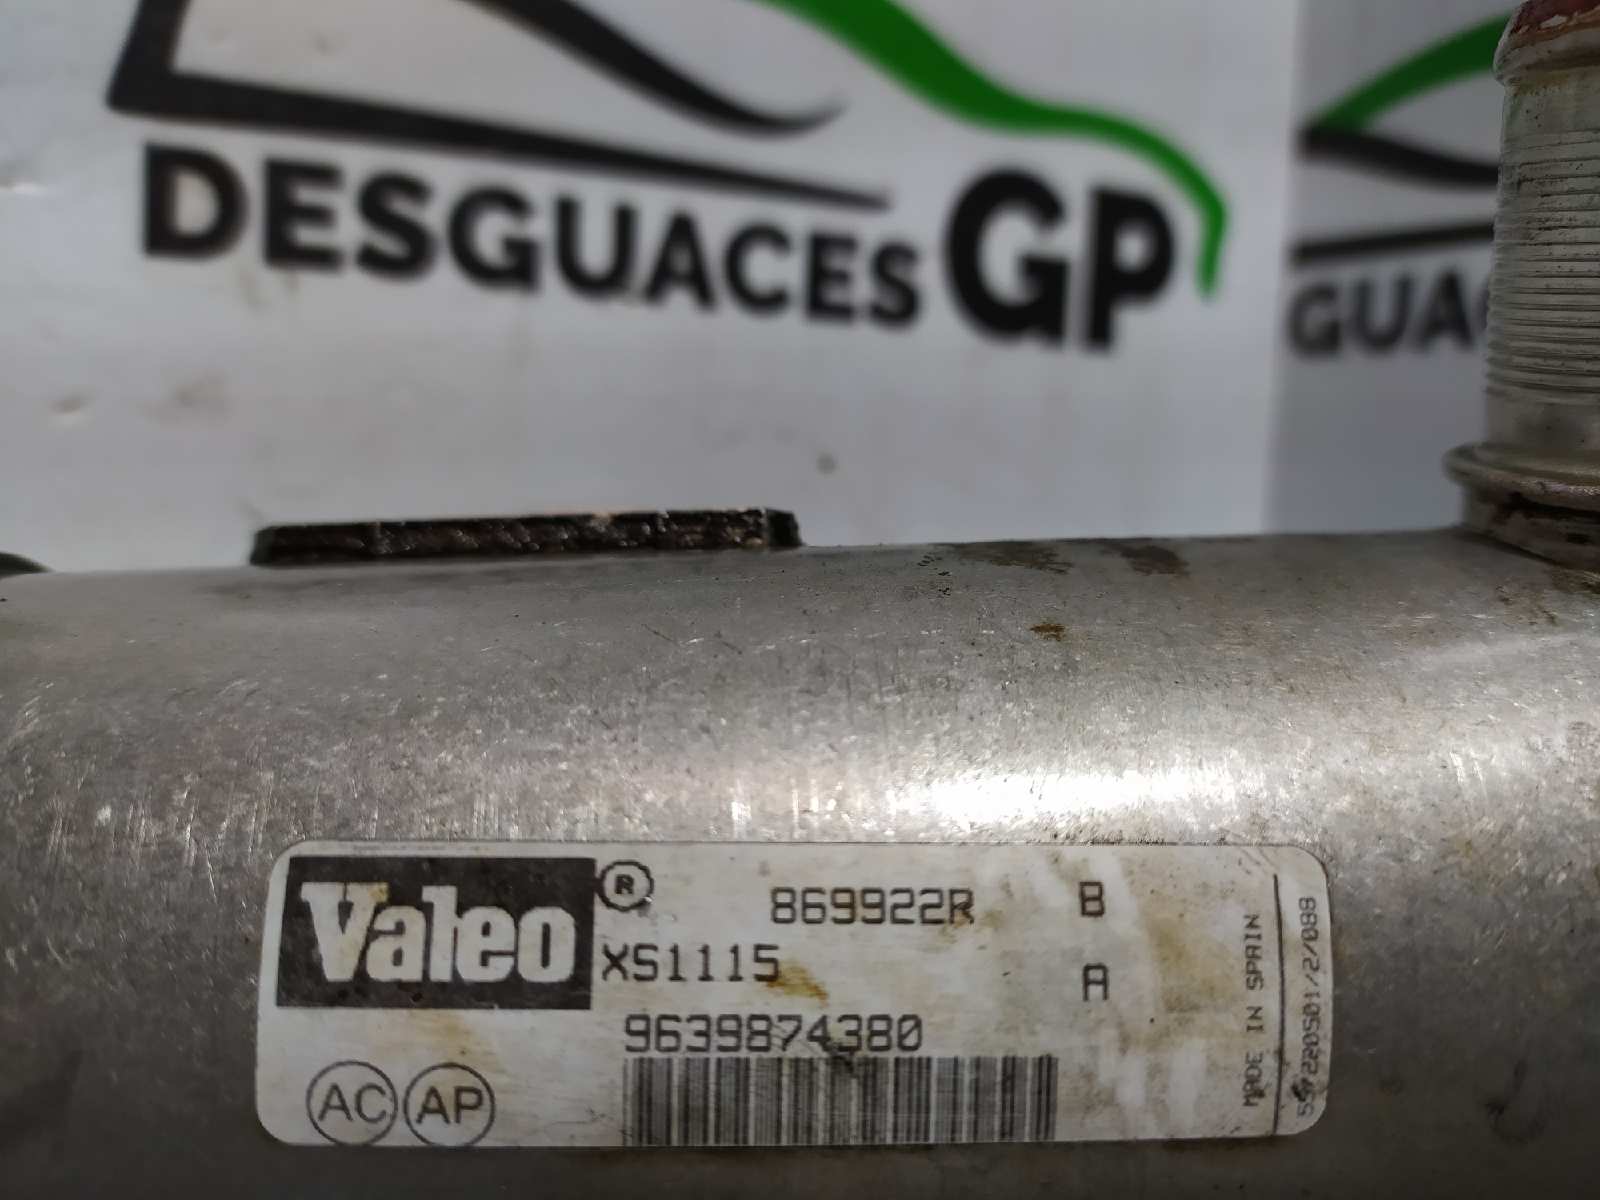 DESGUACES GP
GUAC
Valeo ® 869922R B
XS1115 A
9639874380
AC AP
MADE IN SPAIN